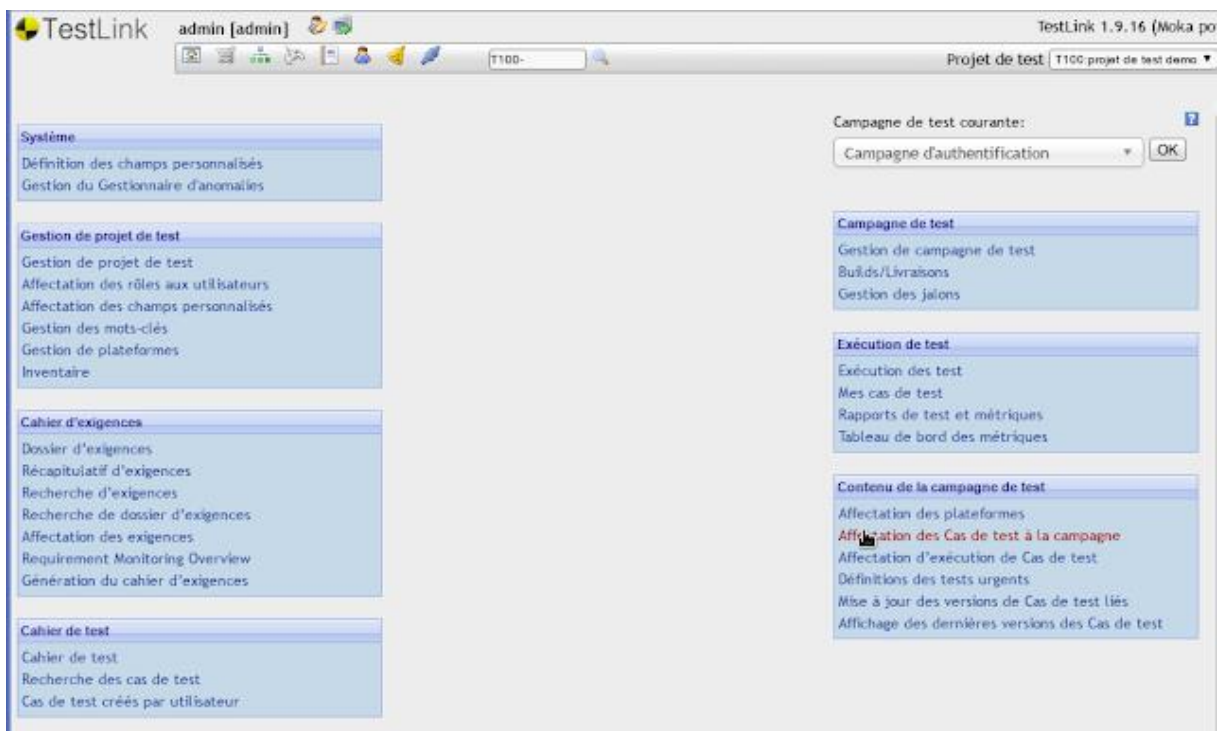 TestLink admin [admin] TestLink 1.9.16 (Moka po
T100- Projet de test T100:projet de test demo
Système
Définition des champs personnalisés
Gestion du Gestionnaire d'anomalies
Gestion de projet de test
Gestion de projet de test
Affectation des rôles aux utilisateurs
Affectation des champs personnalisés
Gestion des mots-clés
Gestion de plateformes
Inventaire
Cahier d'exigences
Dossier d'exigences
Récapitulatif d'exigences
Recherche d'exigences
Recherche de dossier d'exigences
Affectation des exigences
Requirement Monitoring Overview
Génération du cahier d'exigences
Cahier de test
Cahier de test
Recherche des cas de test
Cas de test créés par utilisateur
Campagne de test courante:
Campagne d'authentification OK
Campagne de test
Gestion de campagne de test
Builds/Livraisons
Gestion des jalons
Exécution de test
Exécution des test
Mes cas de test
Rapports de test et métriques
Tableau de bord des métriques
Contenu de la campagne de test
Affectation des plateformes
Affectation des Cas de test à la campagne
Affectation d'exécution de Cas de test
Définitions des tests urgents
Mise à jour des versions de Cas de test liés
Affichage des dernières versions des Cas de test